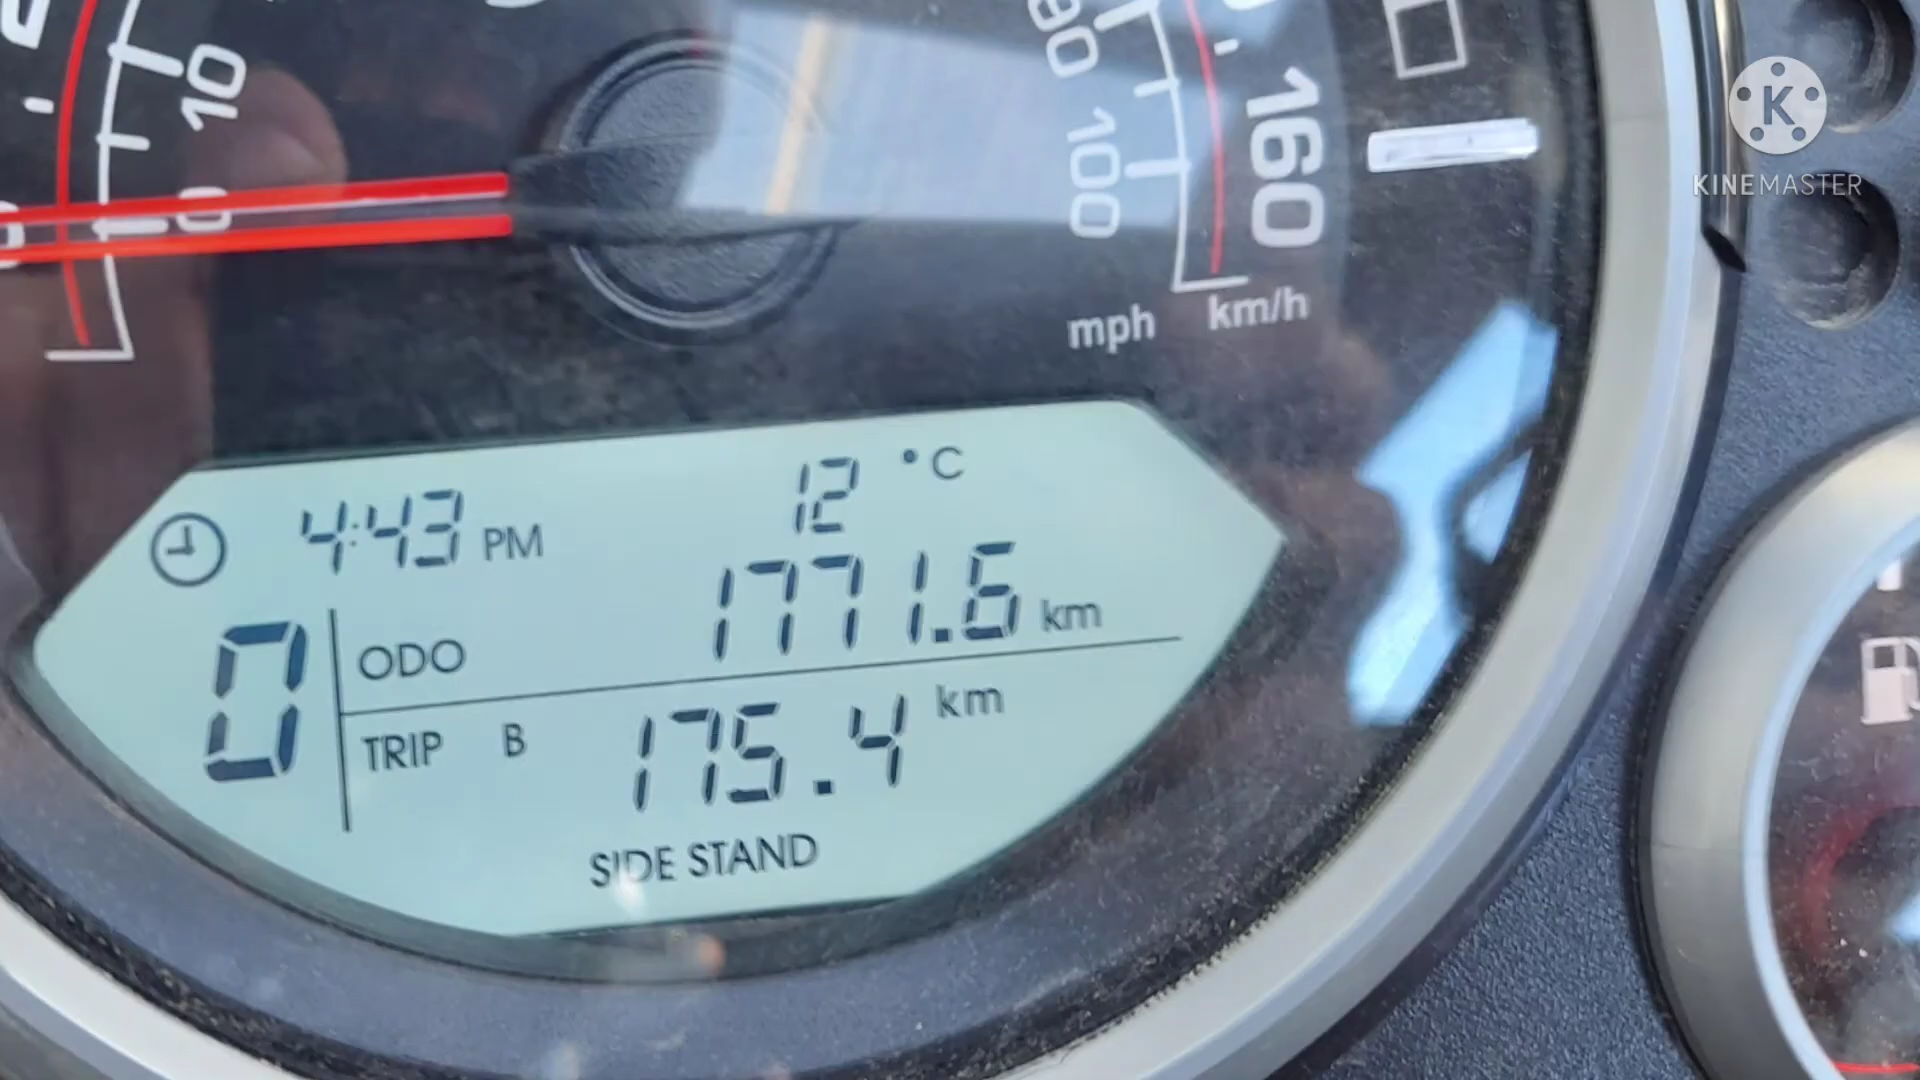 10
0
80
100
160
mph km/h
4:43 PM 12 °C
ODO 1771.6 km
0
TRIP B 175.4 km
SIDE STAND
K
KINEMASTER